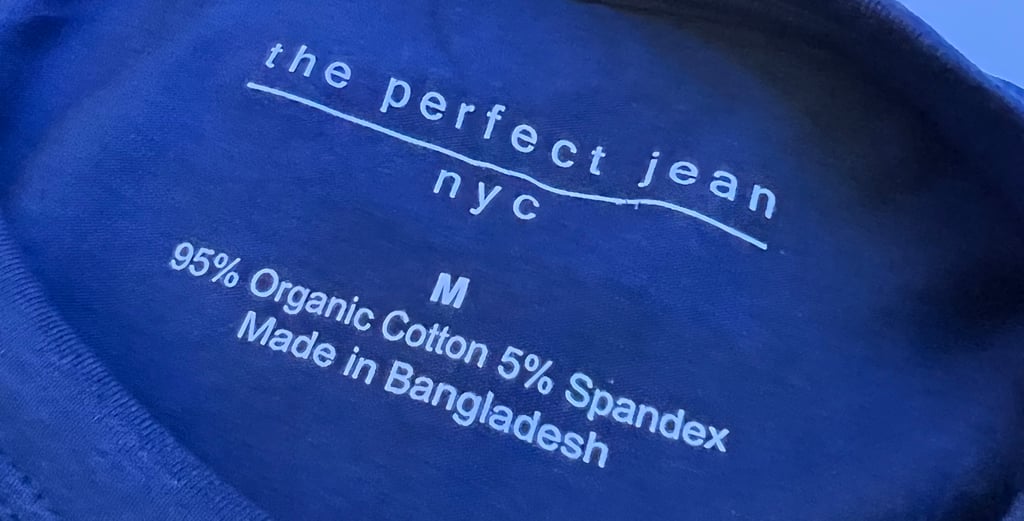 the perfect jean
nyc
M
95% Organic Cotton 5% Spandex
Made in Bangladesh